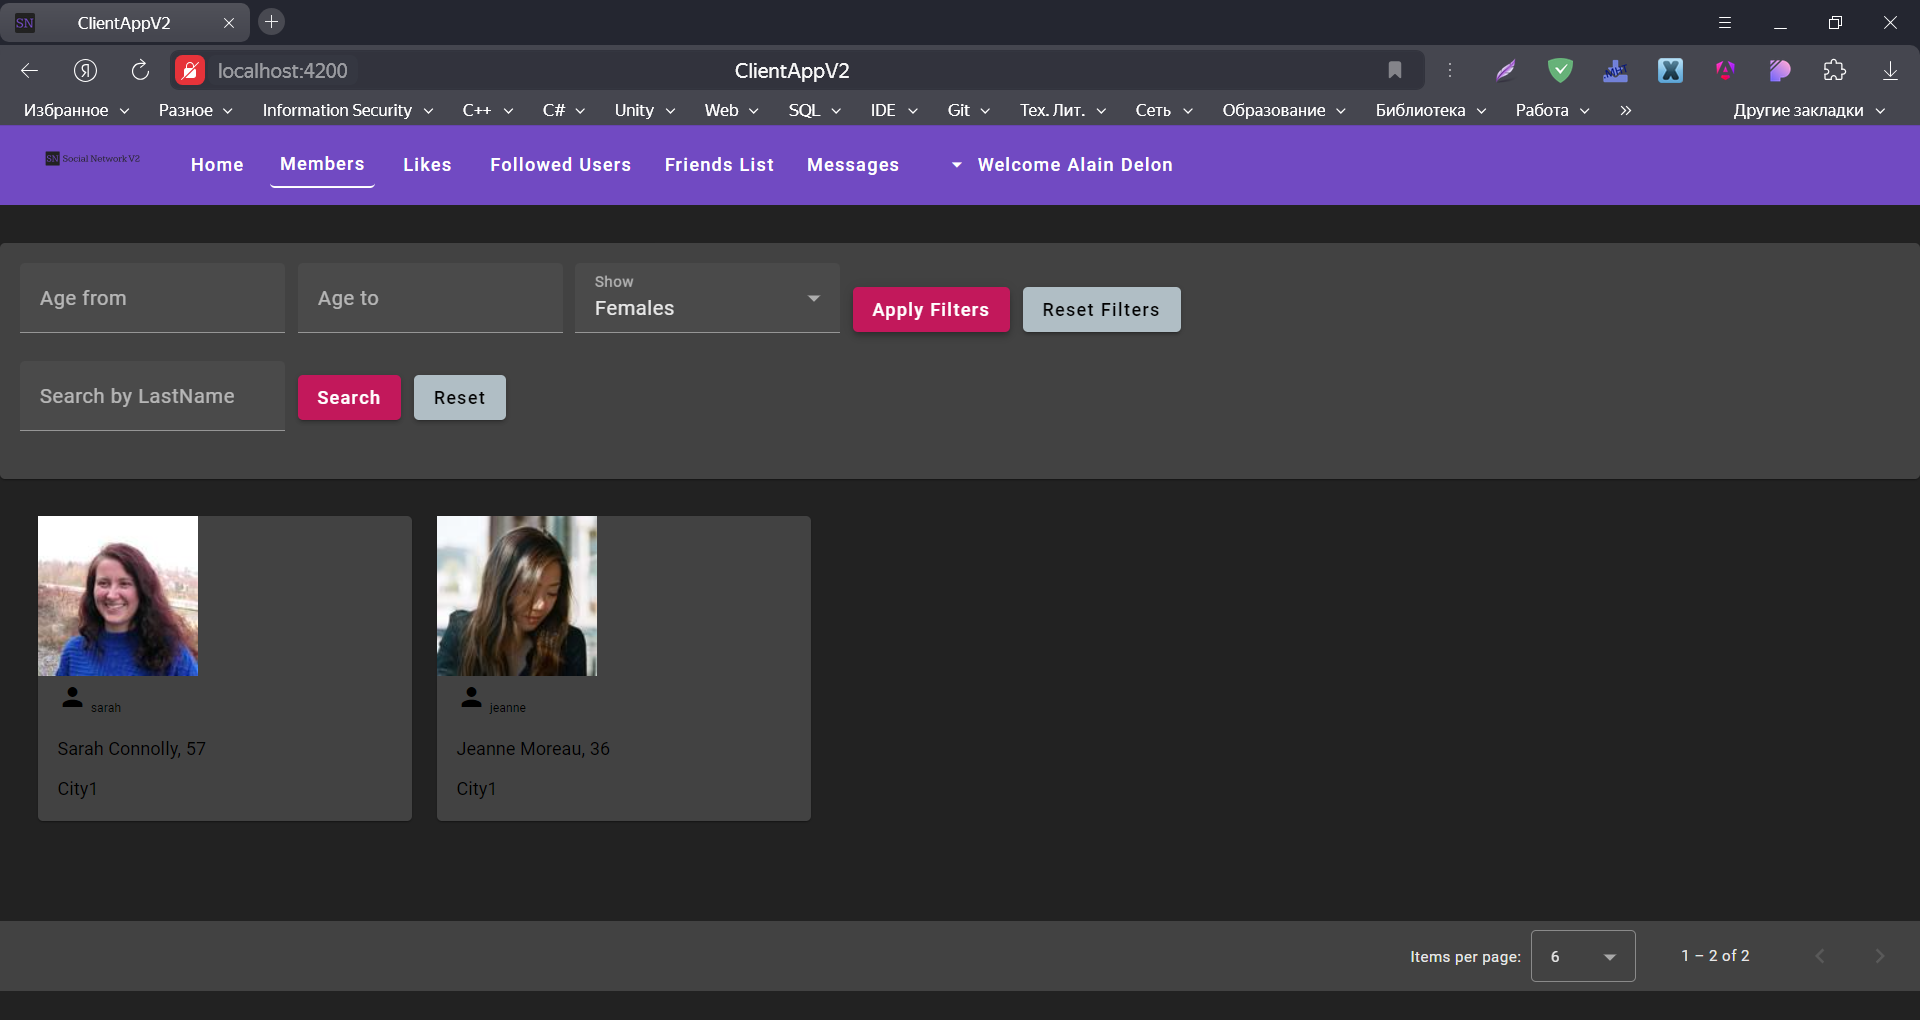 SN ClientAppV2
Я localhost:4200 ClientAppV2
Избранное Разное Information Security C++ C# Unity Web SQL IDE Git Тех. Лит. Сеть Образование Библиотека Работа » Другие закладки
SN Social Network V2 Home Members Likes Followed Users Friends List Messages Welcome Alain Delon
Show
Age from Age to Females Apply Filters Reset Filters
Search by LastName Search Reset
sarah jeanne
Sarah Connolly, 57 Jeanne Moreau, 36
City1 City1
Items per page: 6 1 – 2 of 2